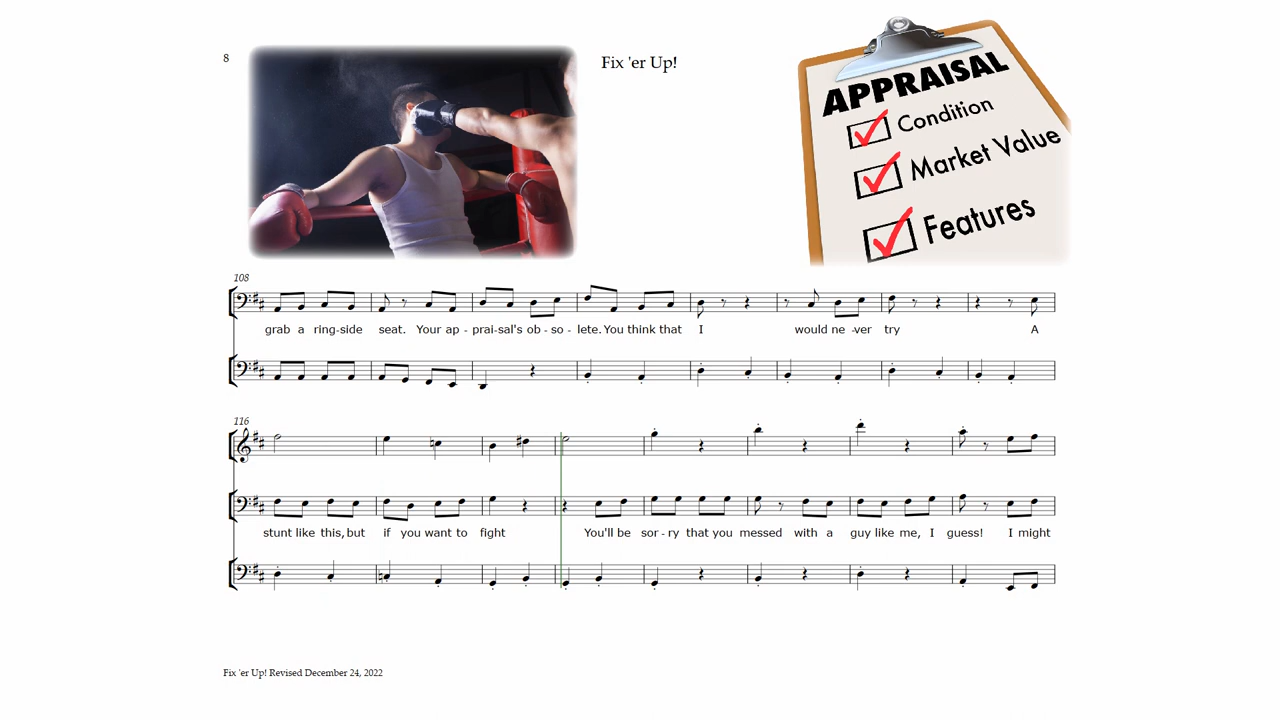 8
Fix 'er Up!
APPRAISAL
Condition
Market Value
Features
108
grab a ring-side seat. Your ap - prai-sal's ob - so - lete. You think that I would ne - ver try A
116
stunt like this, but if you want to fight You'll be sor - ry that you messed with a guy like me, I guess! I might
Fix 'er Up! Revised December 24, 2022